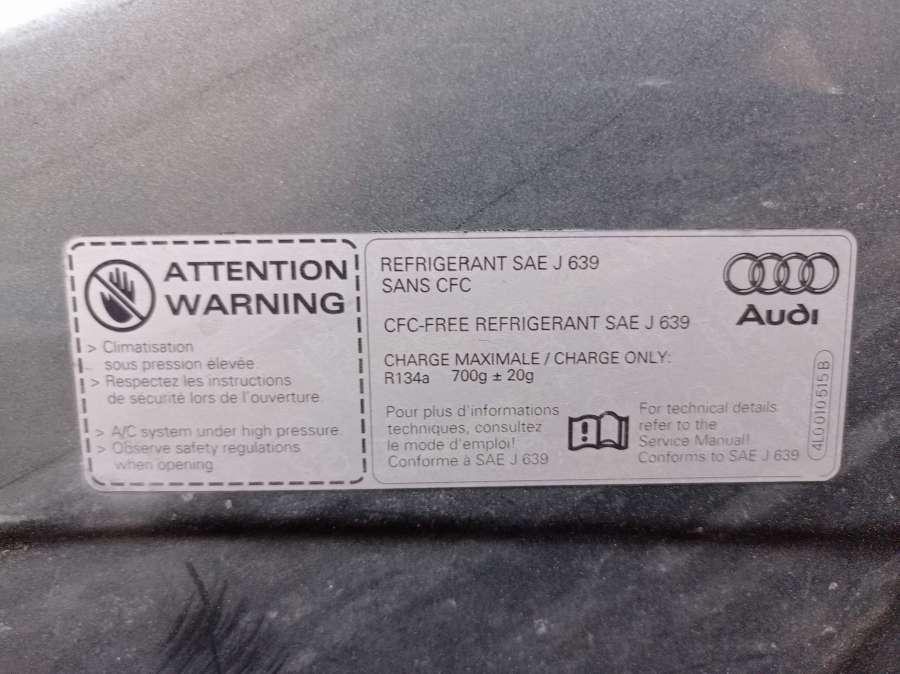 ATTENTION
WARNING
> Climatisation
sous pression élevée.
> Respectez les instructions
de sécurité lors de l'ouverture.
> A/C system under high pressure.
> Observe safety regulations
when opening
REFRIGERANT SAE J 639
SANS CFC
CFC-FREE REFRIGERANT SAE J 639
CHARGE MAXIMALE / CHARGE ONLY:
R134a 700g ± 20g
Pour plus d'informations
techniques, consultez
le mode d'emploi!
Conforme à SAE J 639
For technical details
refer to the
Service Manual!
Conforms to SAE J 639
Audi
4L0 010 515 B